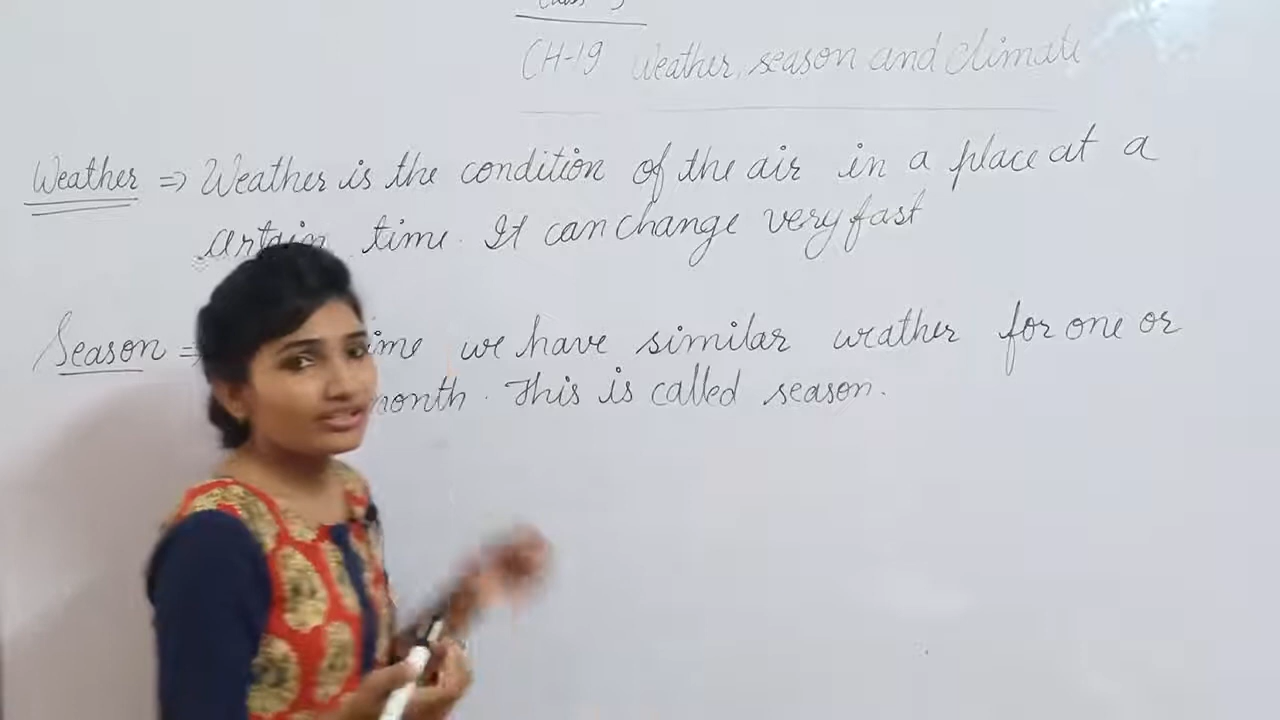 CH-19 Weather, season and climate
Weather => Weather is the condition of the air in a place at a
certain time. It can change very fast
Season = we have similar weather for one or
month. This is called season.